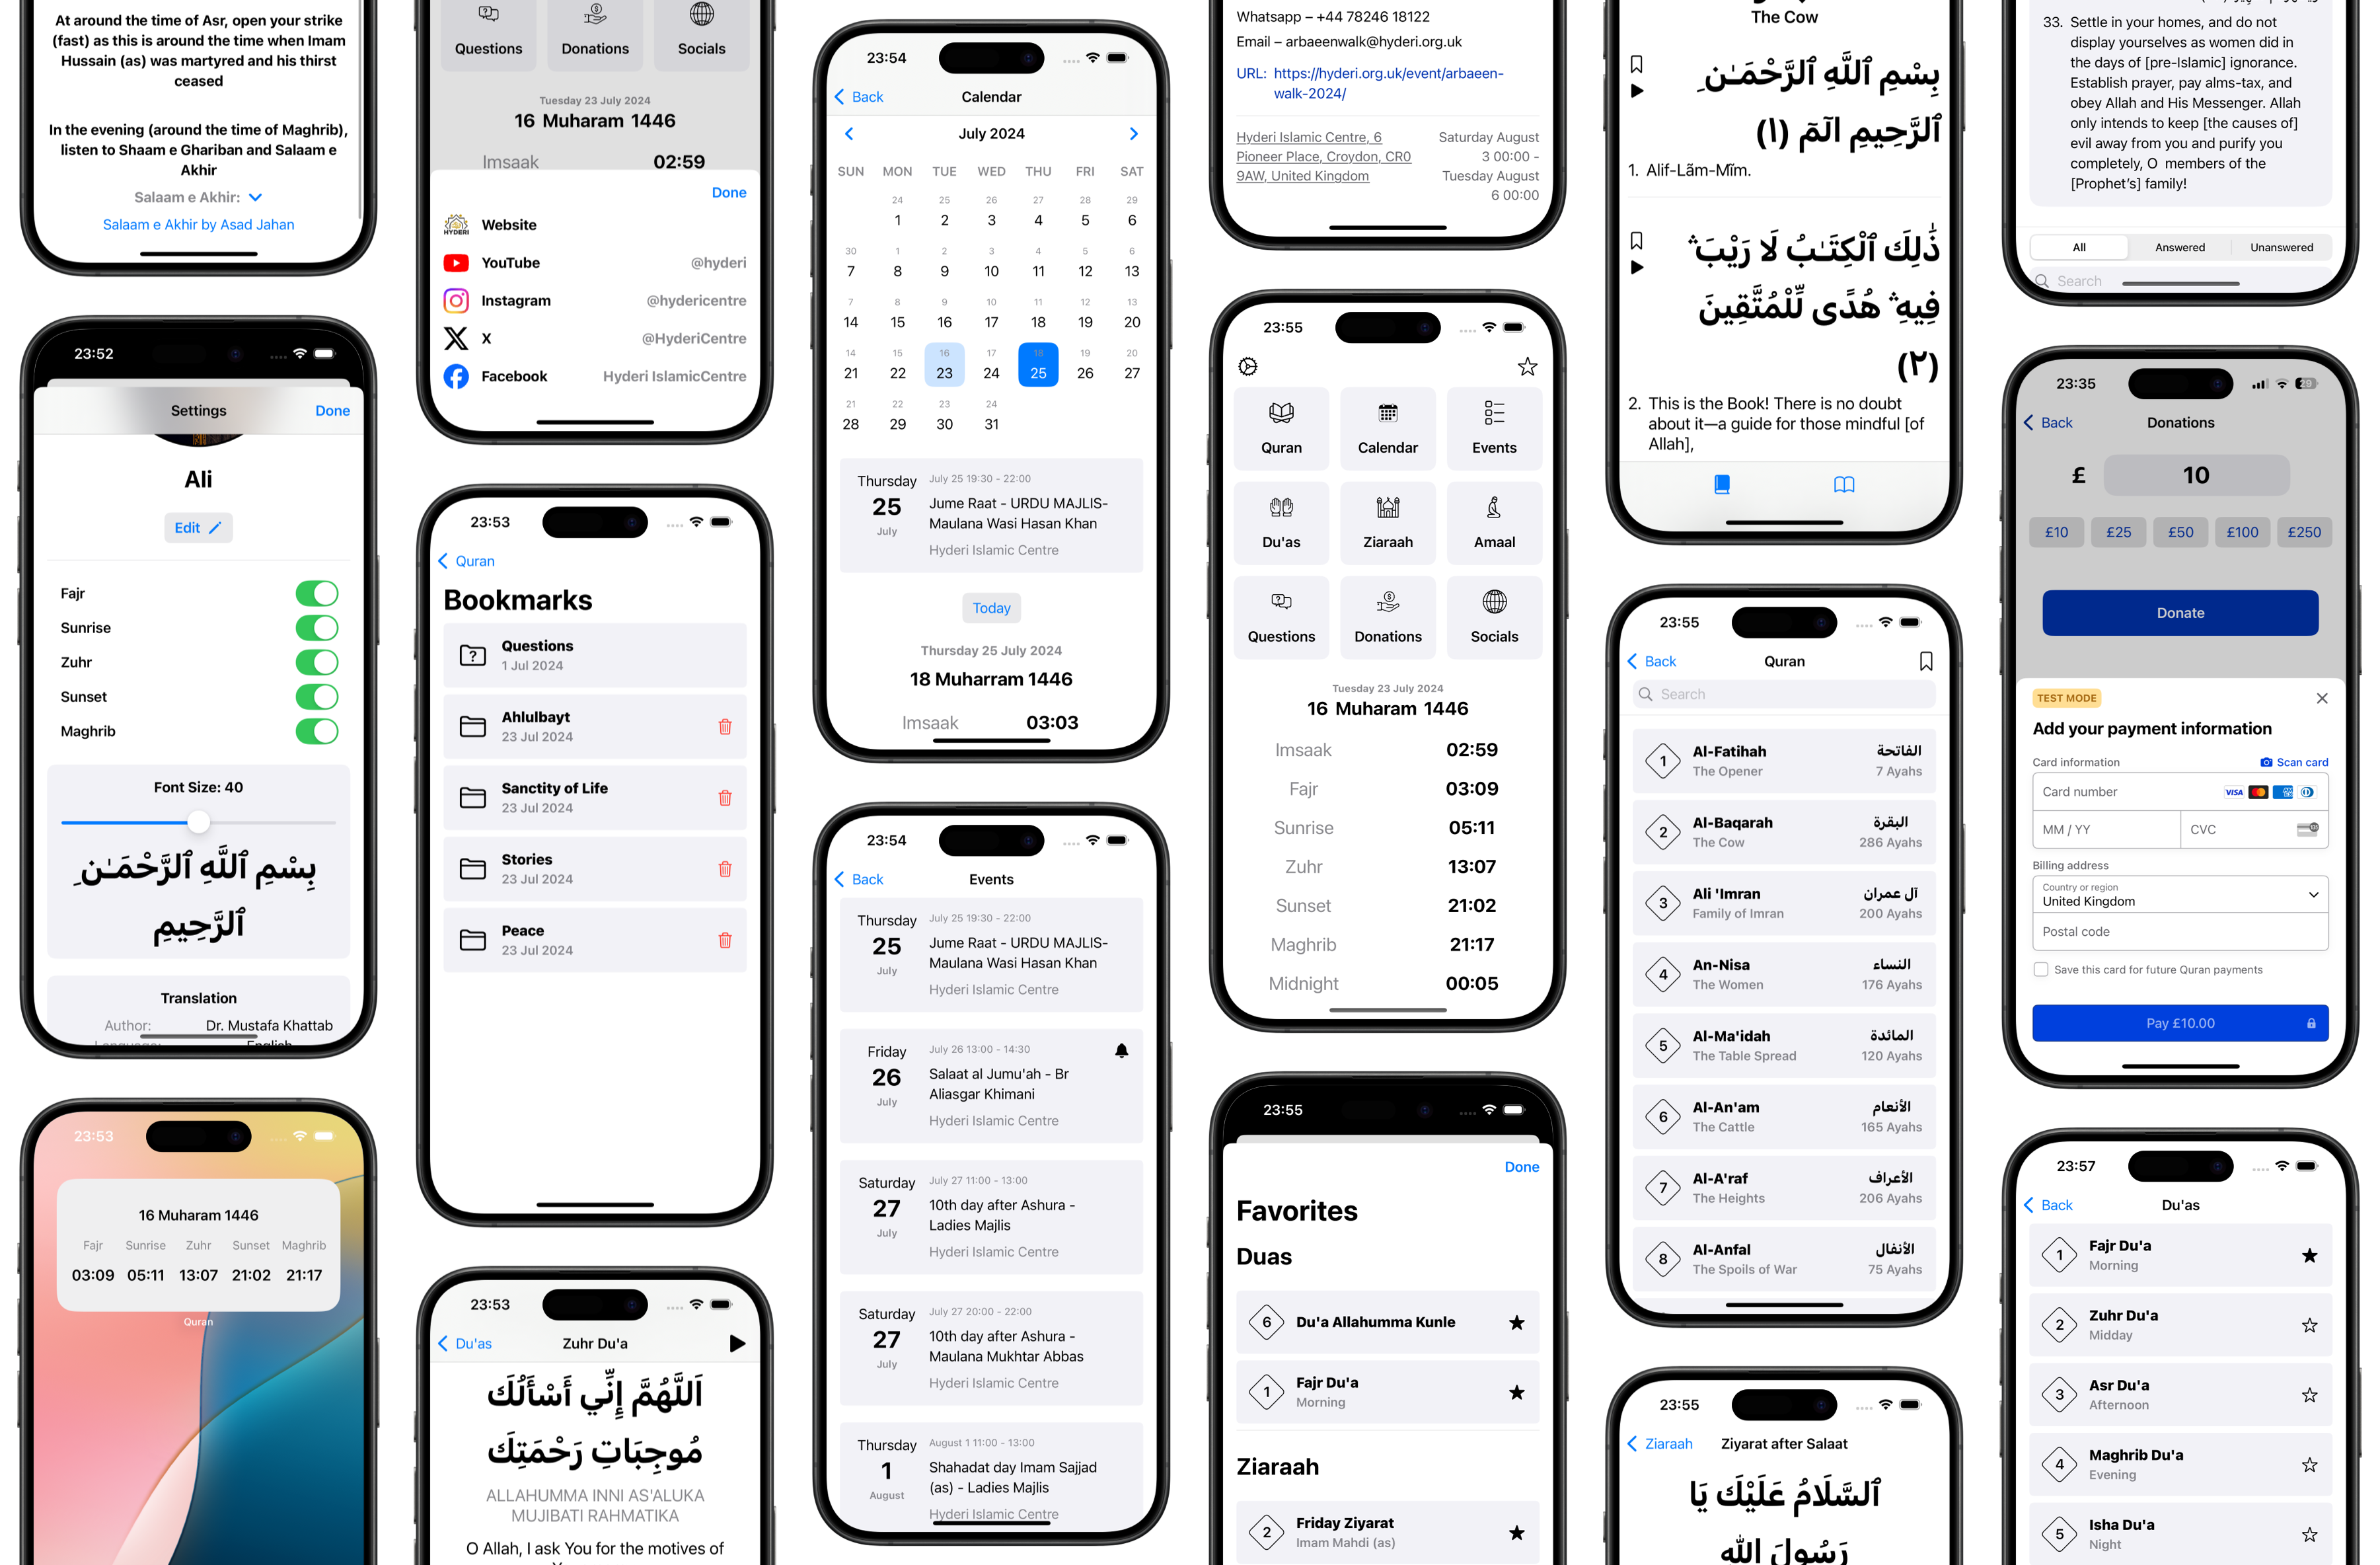 At around the time of Asr, open your strike
(fast) as this is around the time when Imam
Hussain (as) was martyred and his thirst
ceased
In the evening (around the time of Maghrib),
listen to Shaam e Ghariban and Salaam e
Akhir
Salaam e Akhir:
Salaam e Akhir by Asad Jahan
23:52
Settings
Done
Ali
Edit
Fajr
Sunrise
Zuhr
Sunset
Maghrib
Font Size: 40
بِسْمِ ٱللَّهِ ٱلرَّحْمَـٰنِ
ٱلرَّحِيمِ
Translation
Author: Dr. Mustafa Khattab
Language: English
23:53
16 Muharam 1446
Fajr Sunrise Zuhr Sunset Maghrib
03:09 05:11 13:07 21:02 21:17
Quran
Questions Donations Socials
Tuesday 23 July 2024
16 Muharam 1446
Imsaak 02:59
Done
HYDERI
Website
YouTube @hyderi
Instagram @hydericentre
X @HyderiCentre
Facebook Hyderi IslamicCentre
23:53
Quran
Bookmarks
Questions
1 Jul 2024
Ahlulbayt
23 Jul 2024
Sanctity of Life
23 Jul 2024
Stories
23 Jul 2024
Peace
23 Jul 2024
23:53
Du'as
Zuhr Du'a
اَللَّهُمَّ إِنِّي أَسْأَلُكَ
مُوجِبَاتِ رَحْمَتِكَ
ALLAHUMMA INNI AS'ALUKA
MUJIBATI RAHMATIKA
O Allah, I ask You for the motives of
23:54
Back
Calendar
July 2024
SUN MON TUE WED THU FRI SAT
24 25 26 27 28 29
1 2 3 4 5 6
30 1 2 3 4 5 6
7 8 9 10 11 12 13
7 8 9 10 11 12 13
14 15 16 17 18 19 20
14 15 16 17 18 19 20
21 22 23 24 25 26 27
21 22 23 24
28 29 30 31
Thursday
25
July
July 25 19:30 - 22:00
Jume Raat - URDU MAJLIS-
Maulana Wasi Hasan Khan
Hyderi Islamic Centre
Today
Thursday 25 July 2024
18 Muharram 1446
Imsaak 03:03
23:54
Back
Events
Thursday
25
July
July 25 19:30 - 22:00
Jume Raat - URDU MAJLIS-
Maulana Wasi Hasan Khan
Hyderi Islamic Centre
Friday
26
July
July 26 13:00 - 14:30
Salaat al Jumu'ah - Br
Aliasgar Khimani
Hyderi Islamic Centre
Saturday
27
July
July 27 11:00 - 13:00
10th day after Ashura -
Ladies Majlis
Hyderi Islamic Centre
Saturday
27
July
July 27 20:00 - 22:00
10th day after Ashura -
Maulana Mukhtar Abbas
Hyderi Islamic Centre
Thursday
1
August
August 1 11:00 - 13:00
Shahadat day Imam Sajjad
(as) - Ladies Majlis
Hyderi Islamic Centre
Whatsapp – +44 78246 18122
Email – arbaeenwalk@hyderi.org.uk
URL: https://hyderi.org.uk/event/arbaeen-
walk-2024/
Hyderi Islamic Centre, 6
Pioneer Place, Croydon, CR0
9AW, United Kingdom
Saturday August
3 00:00 -
Tuesday August
6 00:00
23:55
Quran Calendar Events
Du'as Ziaraah Amaal
Questions Donations Socials
Tuesday 23 July 2024
16 Muharam 1446
Imsaak 02:59
Fajr 03:09
Sunrise 05:11
Zuhr 13:07
Sunset 21:02
Maghrib 21:17
Midnight 00:05
23:55
Done
Favorites
Duas
6 Du'a Allahumma Kunle
1 Fajr Du'a
Morning
Ziaraah
2 Friday Ziyarat
Imam Mahdi (as)
The Cow
بِسْمِ ٱللَّهِ ٱلرَّحْمَـٰنِ
ٱلرَّحِيمِ الٓمٓ (١)
1. Alif-Lãm-Mĩm.
ذَٰلِكَ ٱلْكِتَـٰبُ لَا رَيْبَ ۛ
فِيهِ ۛ هُدًى لِّلْمُتَّقِينَ
(٢)
2. This is the Book! There is no doubt
about it—a guide for those mindful [of
Allah],
23:55
Back
Quran
Search
1 Al-Fatihah الفاتحة
The Opener 7 Ayahs
2 Al-Baqarah البقرة
The Cow 286 Ayahs
3 Ali 'Imran آل عمران
Family of Imran 200 Ayahs
4 An-Nisa النساء
The Women 176 Ayahs
5 Al-Ma'idah المائدة
The Table Spread 120 Ayahs
6 Al-An'am الأنعام
The Cattle 165 Ayahs
7 Al-A'raf الأعراف
The Heights 206 Ayahs
8 Al-Anfal الأنفال
The Spoils of War 75 Ayahs
23:55
Ziaraah
Ziyarat after Salaat
ٱلسَّلَامُ عَلَيْكَ يَا
رَسُولَ الله
33. Settle in your homes, and do not
display yourselves as women did in
the days of [pre-Islamic] ignorance.
Establish prayer, pay alms-tax, and
obey Allah and His Messenger. Allah
only intends to keep [the causes of]
evil away from you and purify you
completely, O members of the
[Prophet's] family!
All Answered Unanswered
Search
23:35
29
Back
Donations
£ 10
£10 £25 £50 £100 £250
Donate
TEST MODE
Add your payment information
Card information
Scan card
Card number
VISA
MM / YY CVC
Billing address
Country or region
United Kingdom
Postal code
Save this card for future Quran payments
Pay £10.00
23:57
Back
Du'as
1 Fajr Du'a
Morning
2 Zuhr Du'a
Midday
3 Asr Du'a
Afternoon
4 Maghrib Du'a
Evening
5 Isha Du'a
Night